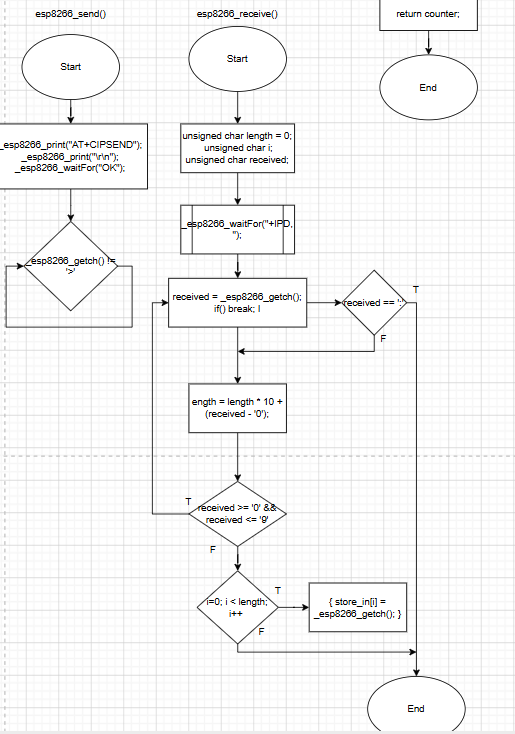 esp8266_send()
Start
_esp8266_print("AT+CIPSEND");
_esp8266_print("\r\n");
_esp8266_waitFor("OK");
_esp8266_getch() !=
'>'
esp8266_receive()
Start
unsigned char length = 0;
unsigned char i;
unsigned char received;
_esp8266_waitFor("+IPD,
");
received = _esp8266_getch();
if() break; I
received == ':'
T
F
ength = length * 10 +
(received - '0');
T
received >= '0' &&
received <= '9'
F
i=0; i < length;
i++
T
F
{ store_in[i] =
_esp8266_getch(); }
End
return counter;
End